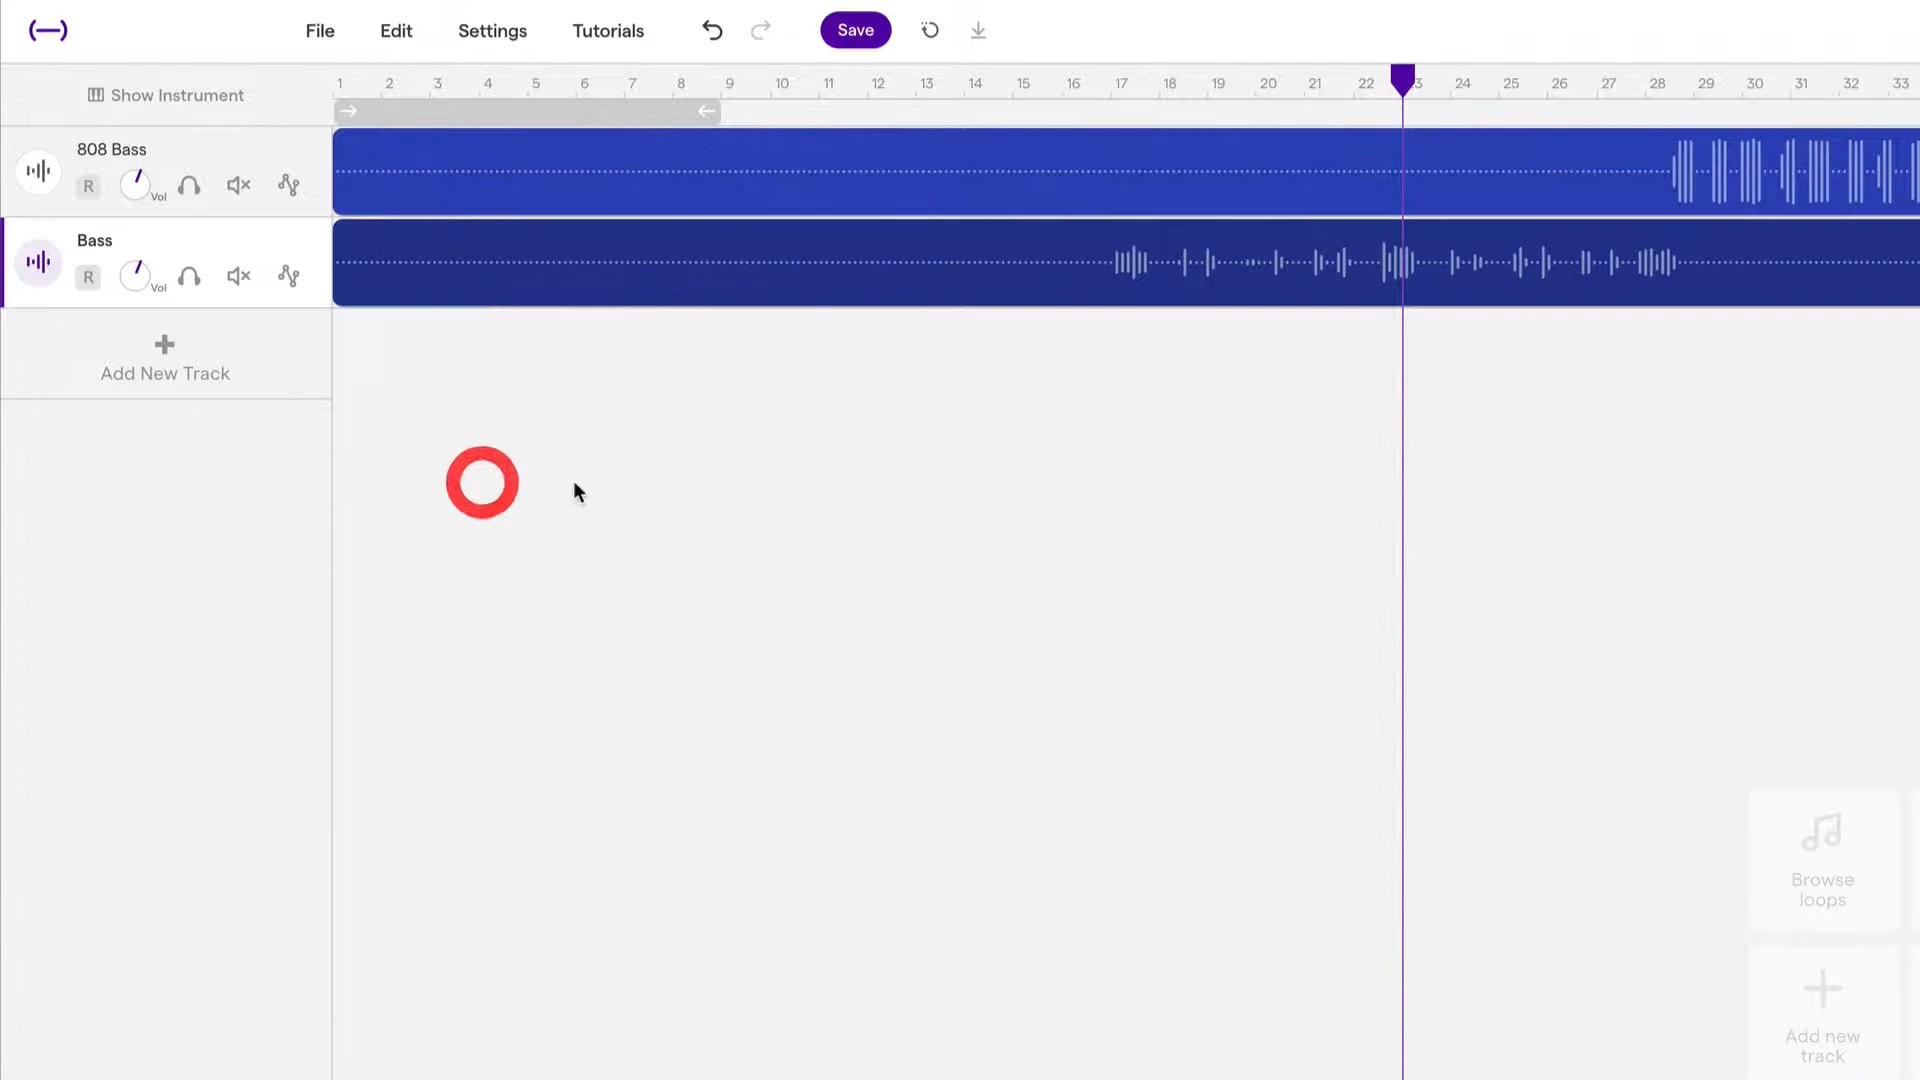 File Edit Settings Tutorials Save
Show Instrument
1 2 3 4 5 6 7 8 9 10 11 12 13 14 15 16 17 18 19 20 21 22 3 24 25 26 27 28 29 30 31 32 33
808 Bass
R Vol
Bass
R Vol
Add New Track
Browse
loops
Add new
track